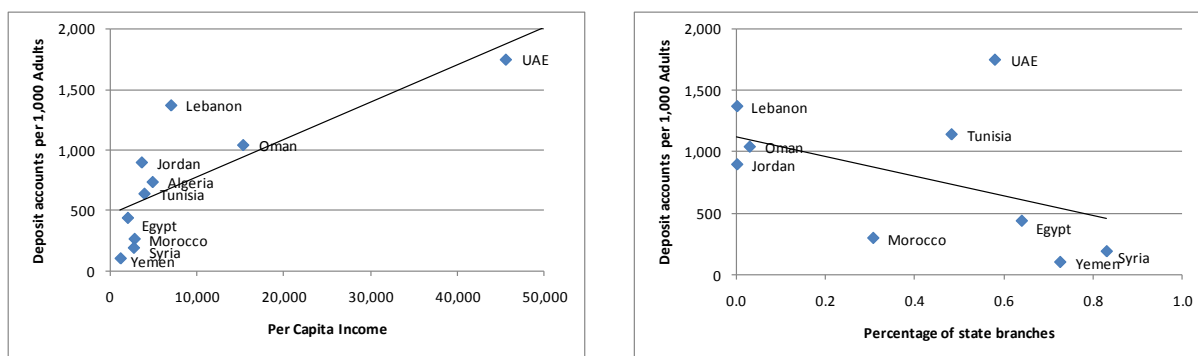 Deposit accounts per 1,000 Adults
2,000
1,500
1,000
500
0
UAE
Lebanon
Oman
Jordan
Algeria
Tunisia
Egypt
Morocco
Syria
Yemen
0 10,000 20,000 30,000 40,000 50,000
Per Capita Income
Deposit accounts per 1,000 Adults
2,000
1,500
1,000
500
0
UAE
Lebanon
Tunisia
Oman
Jordan
Morocco
Egypt
Syria
Yemen
0.0 0.2 0.4 0.6 0.8 1.0
Percentage of state branches